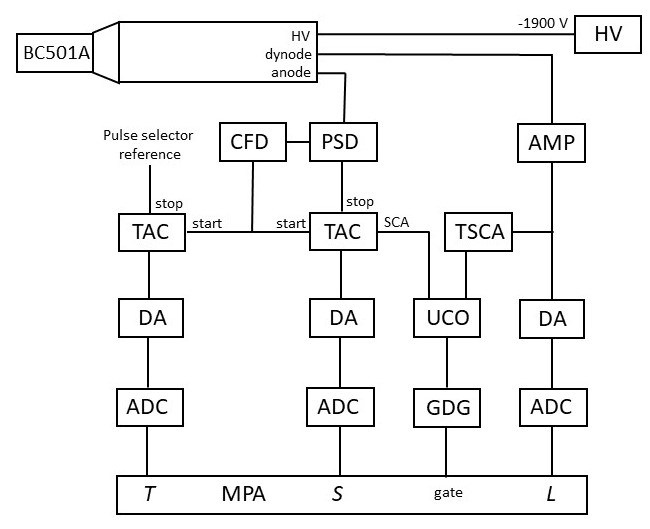 -1900 V
HV
HV
BC501A
dynode
anode
Pulse selector
reference
CFD
PSD
AMP
stop
stop
TAC
start
start
TAC
SCA
TSCA
DA
DA
UCO
DA
ADC
ADC
GDG
ADC
T
MPA
S
gate
L